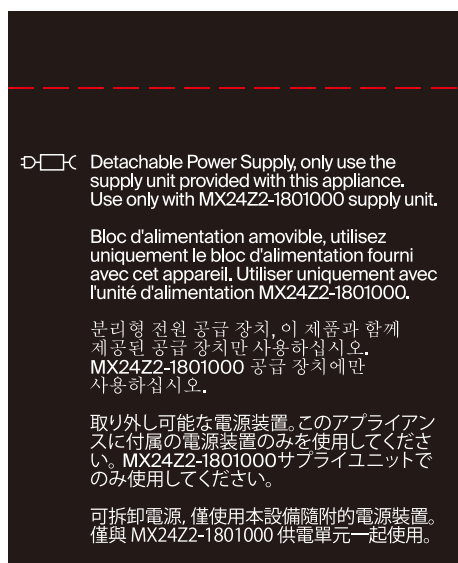 Detachable Power Supply, only use the
supply unit provided with this appliance.
Use only with MX24Z2-1801000 supply unit.
Bloc d'alimentation amovible, utilisez
uniquement le bloc d'alimentation fourni
avec cet appareil. Utiliser uniquement avec
l'unité d'alimentation MX24Z2-1801000.
분리형 전원 공급 장치, 이 제품과 함께
제공된 공급 장치만 사용하십시오.
MX24Z2-1801000 공급 장치에만
사용하십시오.
取り外し可能な電源装置。このアプライアン
スに付属の電源装置のみを使用してくださ
い。MX24Z2-1801000サプライユニットで
のみ使用してください。
可拆卸電源, 僅使用本設備隨附的電源裝置。
僅與 MX24Z2-1801000 供電單元一起使用。